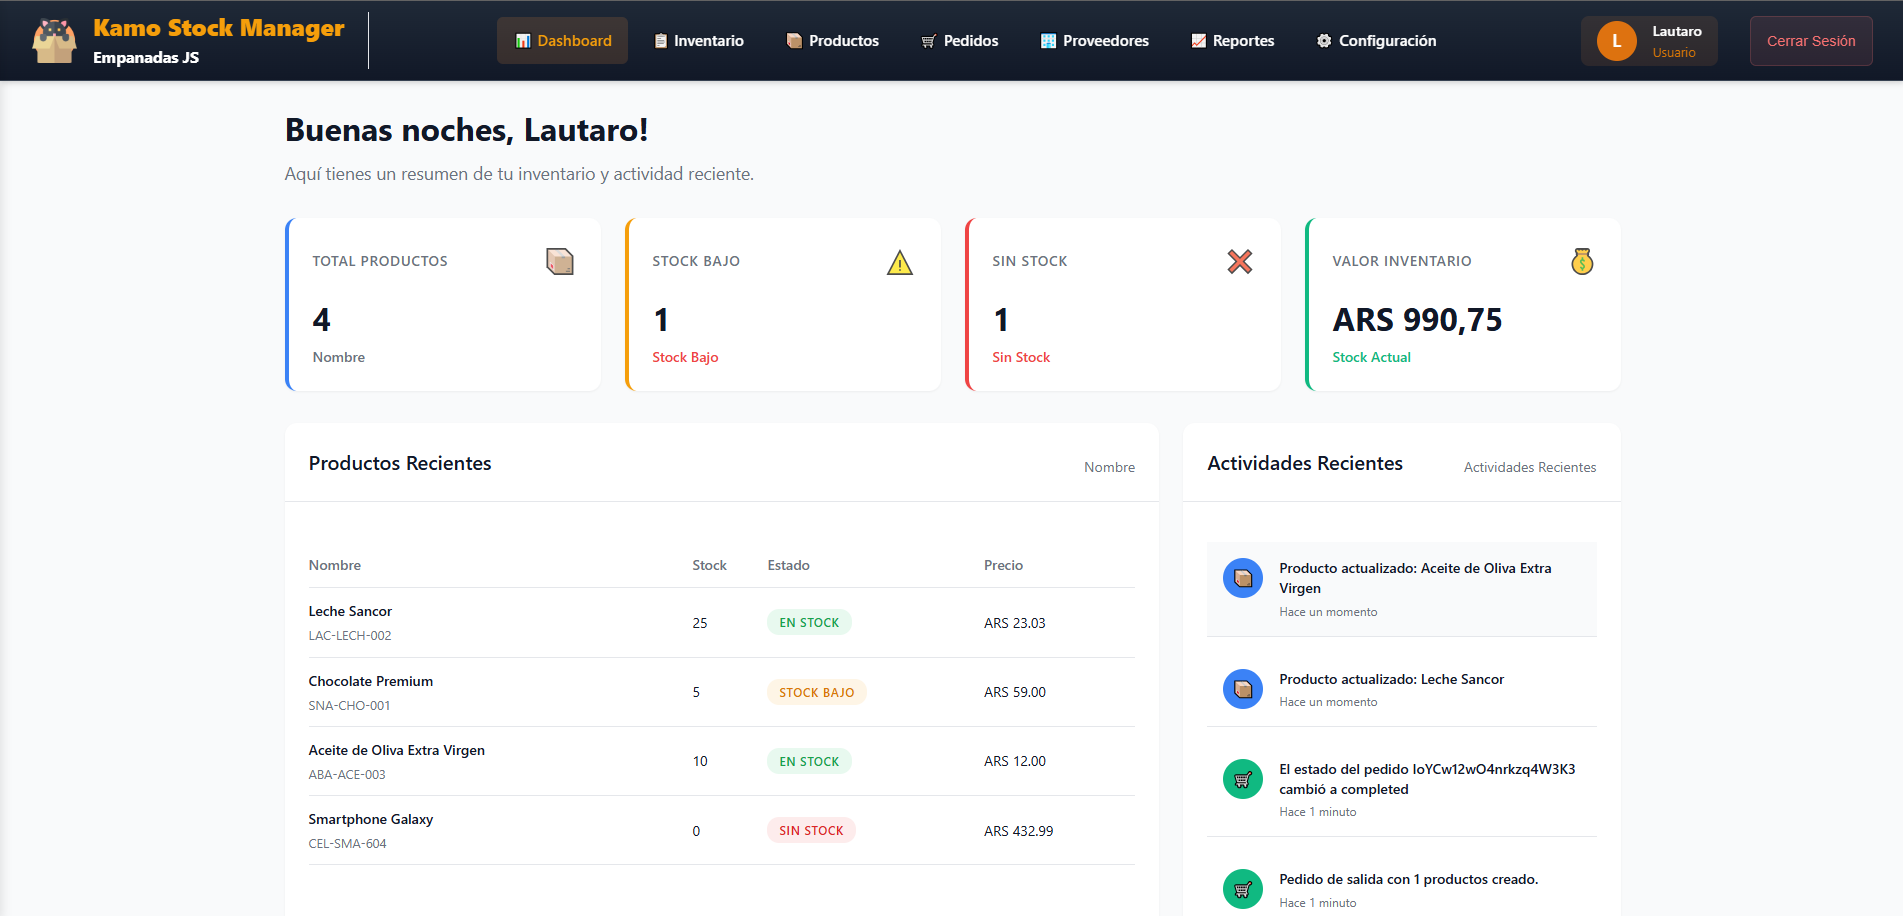 Kamo Stock Manager
Empanadas JS
Dashboard
Inventario
Productos
Pedidos
Proveedores
Reportes
Configuración
L
Lautaro
Usuario
Cerrar Sesión
Buenas noches, Lautaro!
Aquí tienes un resumen de tu inventario y actividad reciente.
TOTAL PRODUCTOS
4
Nombre
STOCK BAJO
1
Stock Bajo
SIN STOCK
1
Sin Stock
VALOR INVENTARIO
ARS 990,75
Stock Actual
Productos Recientes
Nombre
Nombre Stock Estado Precio
Leche Sancor
LAC-LECH-002
25 EN STOCK ARS 23.03
Chocolate Premium
SNA-CHO-001
5 STOCK BAJO ARS 59.00
Aceite de Oliva Extra Virgen
ABA-ACE-003
10 EN STOCK ARS 12.00
Smartphone Galaxy
CEL-SMA-604
0 SIN STOCK ARS 432.99
Actividades Recientes
Actividades Recientes
Producto actualizado: Aceite de Oliva Extra
Virgen
Hace un momento
Producto actualizado: Leche Sancor
Hace un momento
El estado del pedido IoYCw12wO4nrkzq4W3K3
cambió a completed
Hace 1 minuto
Pedido de salida con 1 productos creado.
Hace 1 minuto